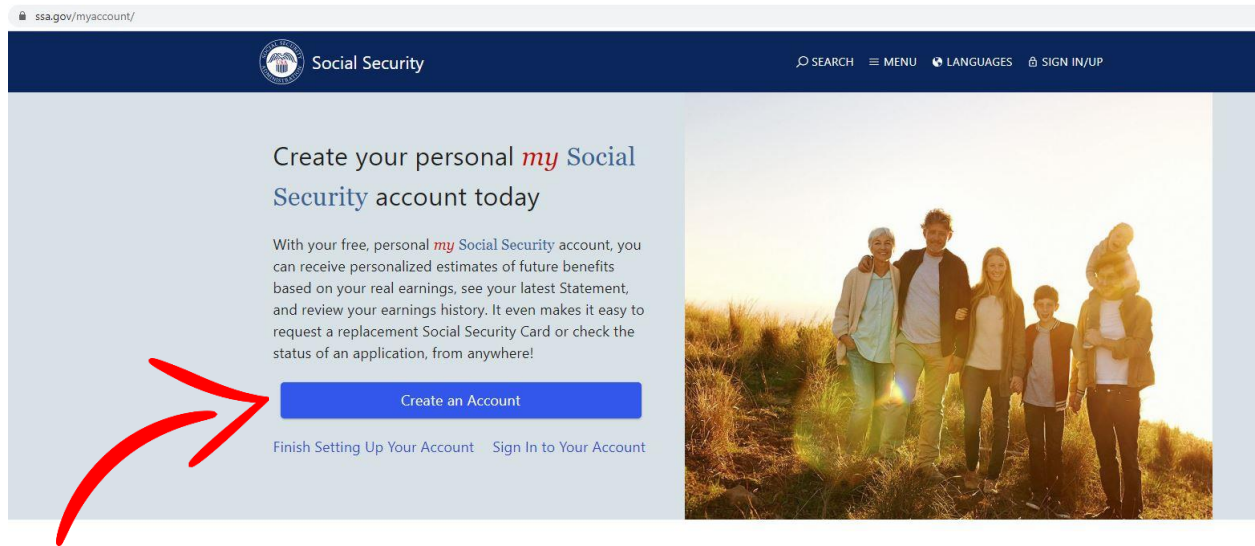 ssa.gov/myaccount/
Social Security
SEARCH MENU LANGUAGES SIGN IN/UP
Create your personal my Social
Security account today
With your free, personal my Social Security account, you
can receive personalized estimates of future benefits
based on your real earnings, see your latest Statement,
and review your earnings history. It even makes it easy to
request a replacement Social Security Card or check the
status of an application, from anywhere!
Create an Account
Finish Setting Up Your Account Sign In to Your Account